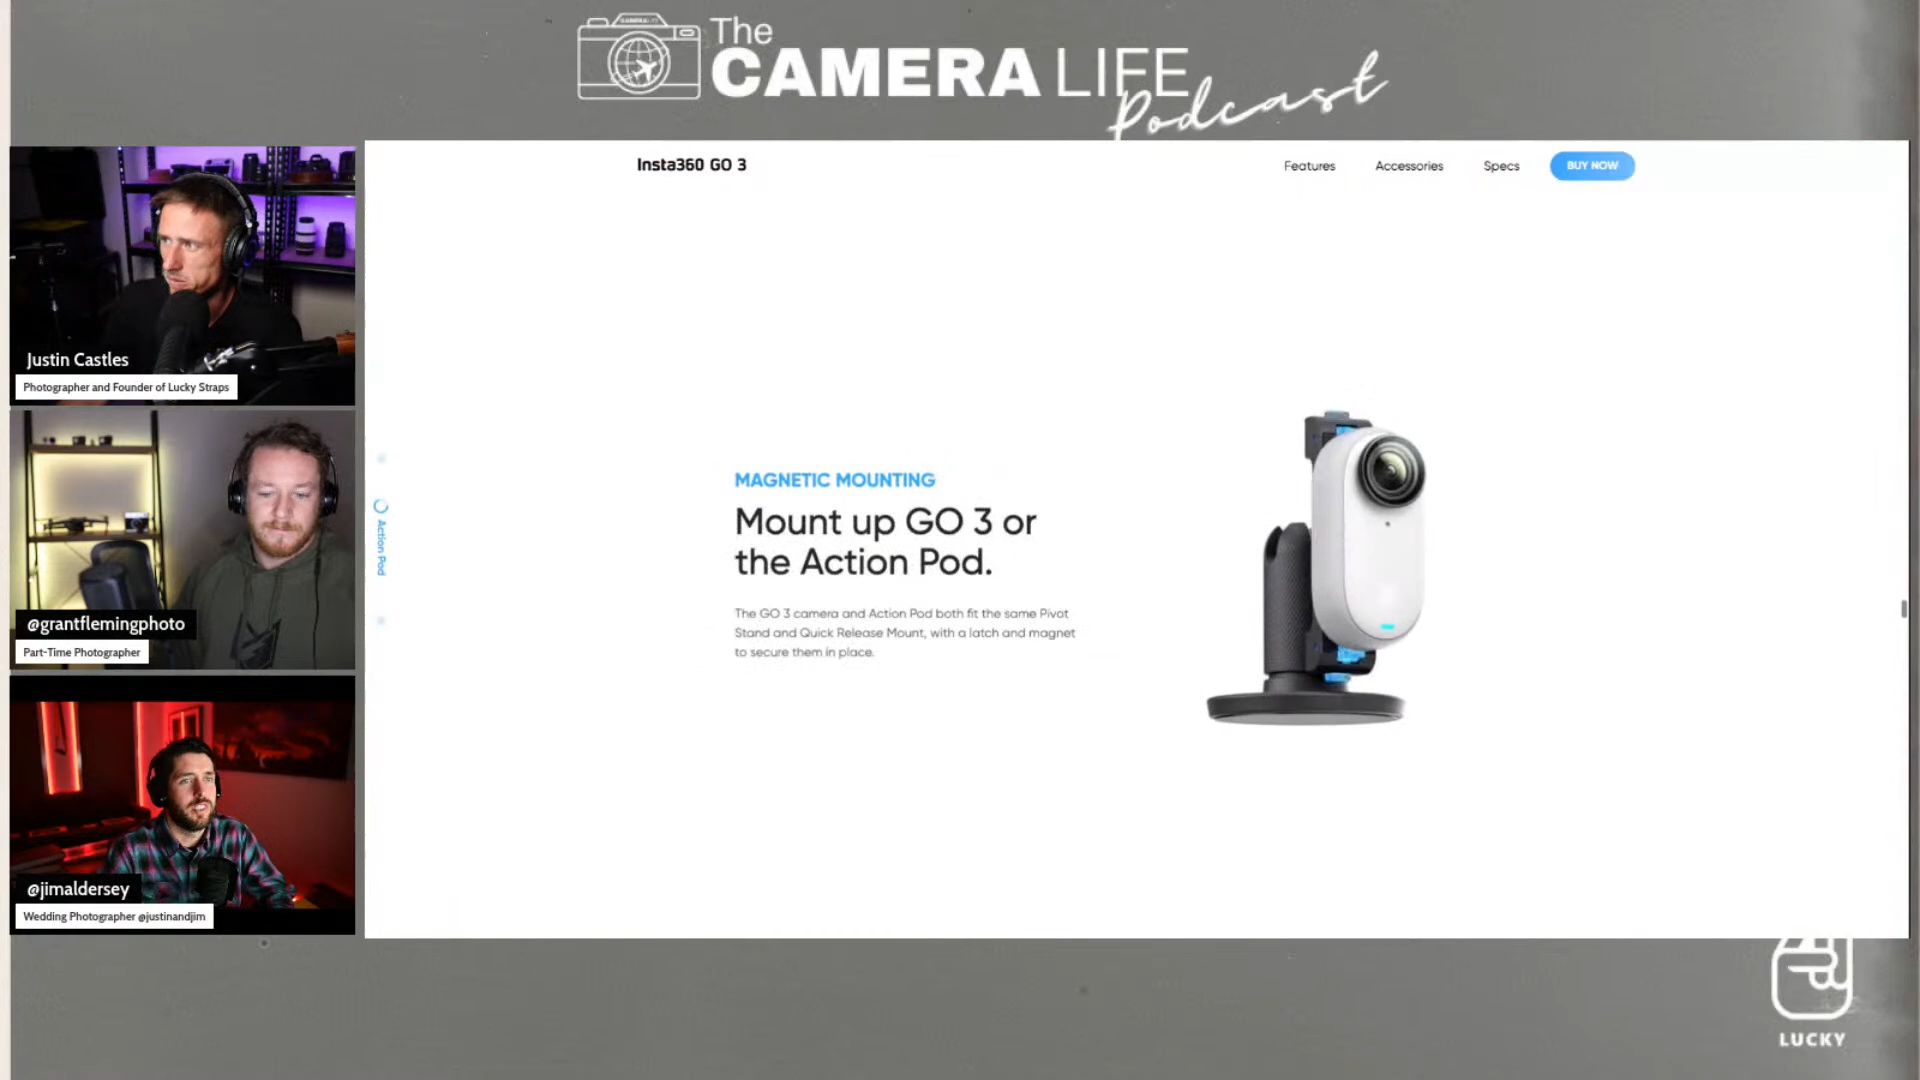 The
CAMERA LIFE
Podcast
Insta360 GO 3
Features
Accessories
Specs
BUY NOW
Justin Castles
Photographer and Founder of Lucky Straps
@grantflemingphoto
Part-Time Photographer
@jimaldersey
Wedding Photographer @justinandjim
Action Pod
MAGNETIC MOUNTING
Mount up GO 3 or
the Action Pod.
The GO 3 camera and Action Pod both fit the same Pivot
Stand and Quick Release Mount, with a latch and magnet
to secure them in place.
LUCKY